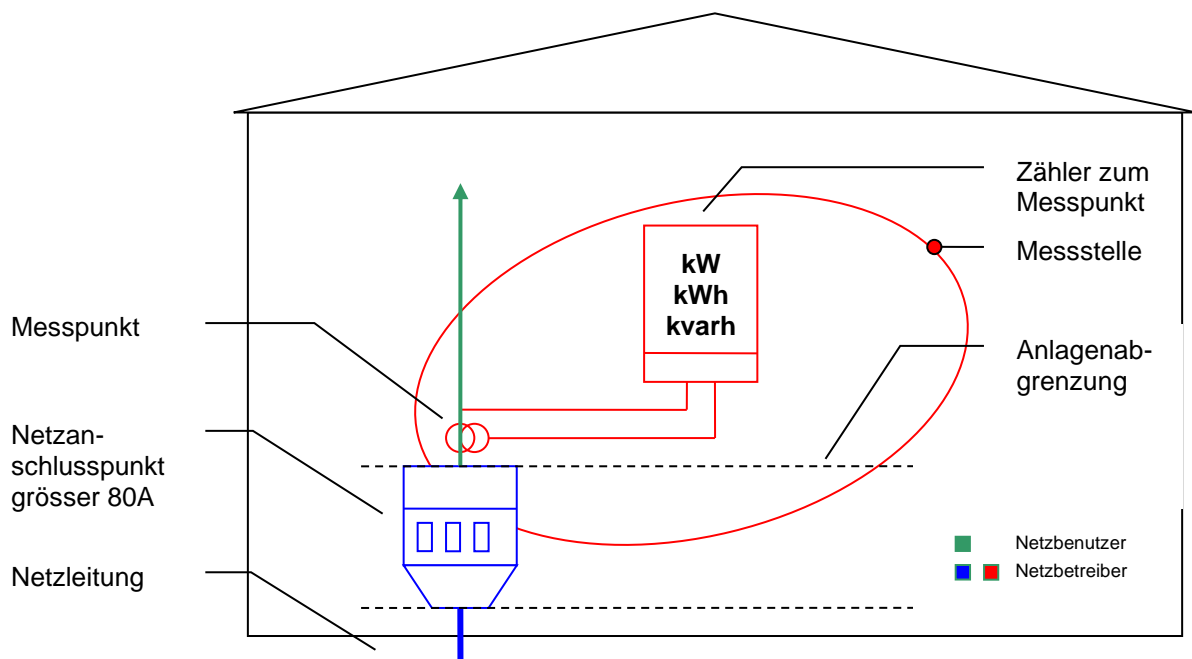 Messpunkt
Netzan-
schlusspunkt
grösser 80A
Netzleitung
kW
kWh
kvarh
Zähler zum
Messpunkt
Messstelle
Anlagenab-
grenzung
Netzbenutzer
Netzbetreiber